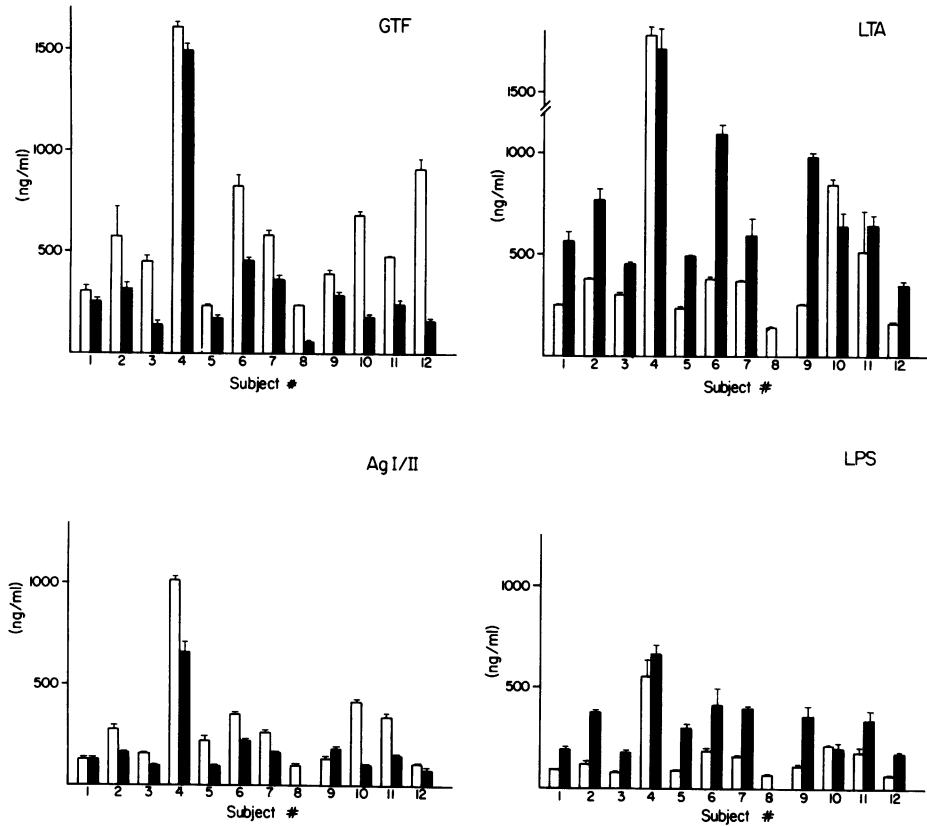 GTF
1500
1000
500
(ng/ml)
1 2 3 4 5 6 7 8 9 10 11 12
Subject #
LTA
1500
1000
500
(ng/ml)
1 2 3 4 5 6 7 8 9 10 11 12
Subject #
Ag I/II
1000
500
(ng/ml)
1 2 3 4 5 6 7 8 9 10 11 12
Subject #
LPS
1000
500
(ng/ml)
1 2 3 4 5 6 7 8 9 10 11 12
Subject #